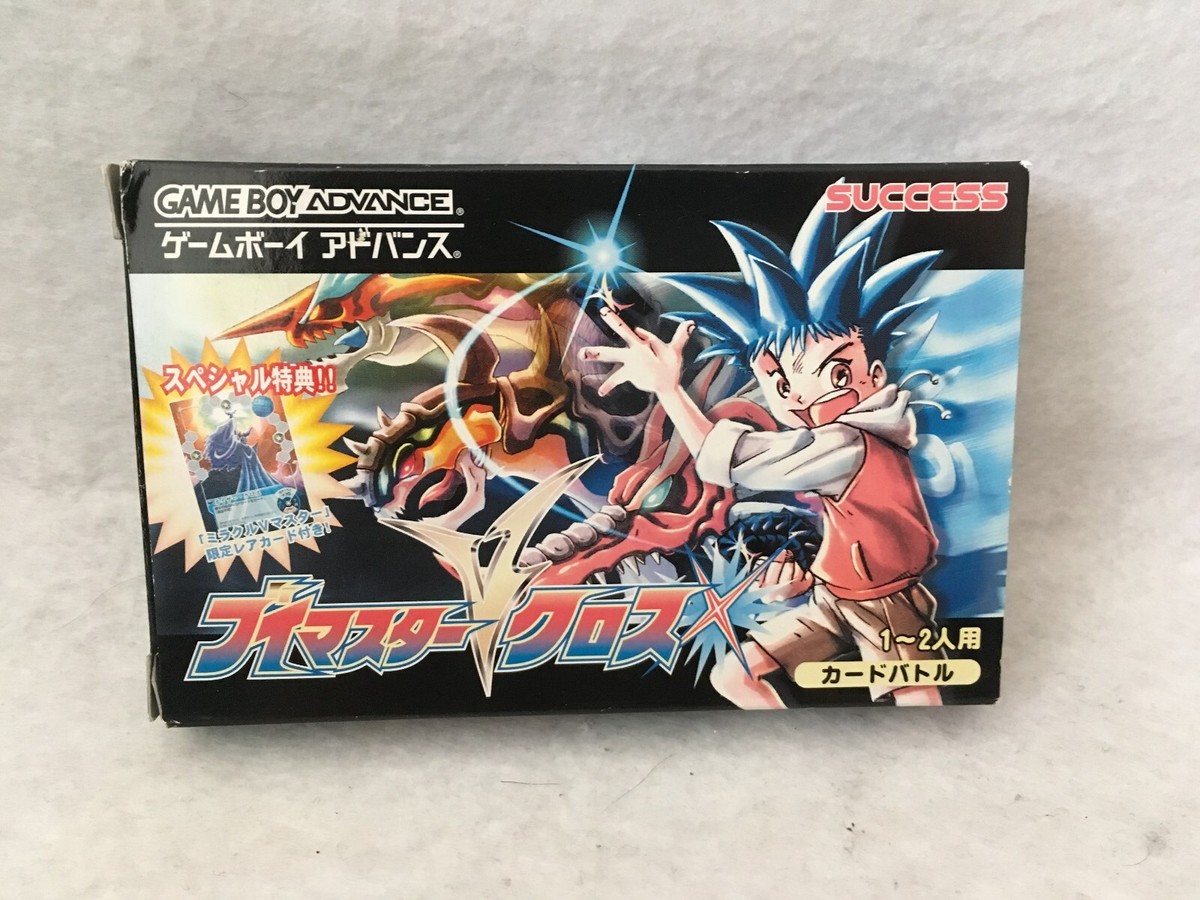 GAME BOY ADVANCE®
ゲームボーイ アドバンス®
SUCCESS
スペシャル特典!!
「ミラクルVマスター」
限定レアカード付き!
ブイマスターVクロスX
1〜2人用
カードバトル